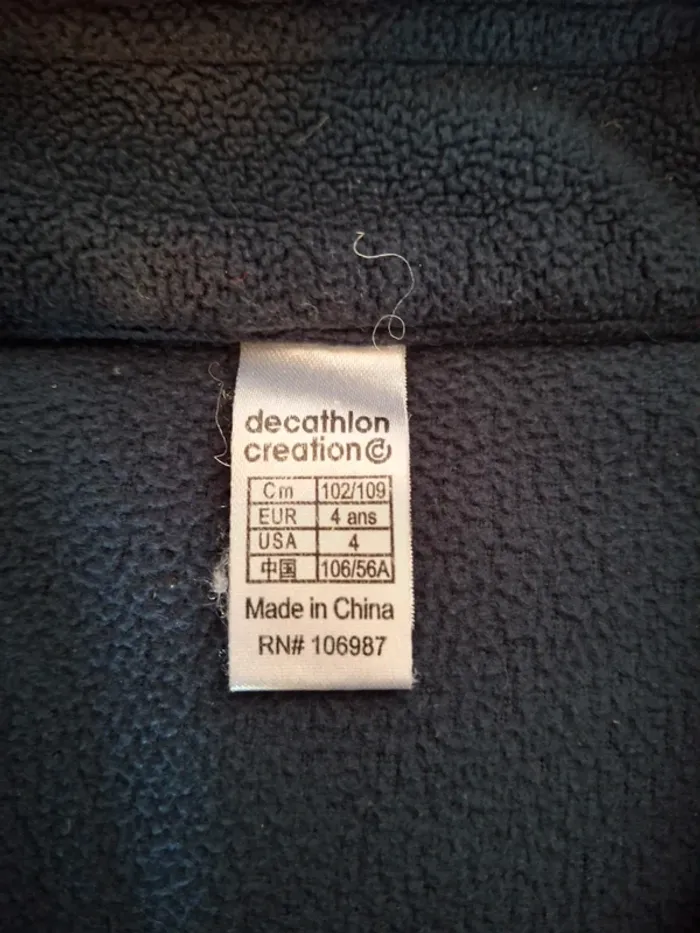 decathlon
creation
Cm 102/109
EUR 4 ans
USA 4
中国 106/56A
Made in China
RN# 106987